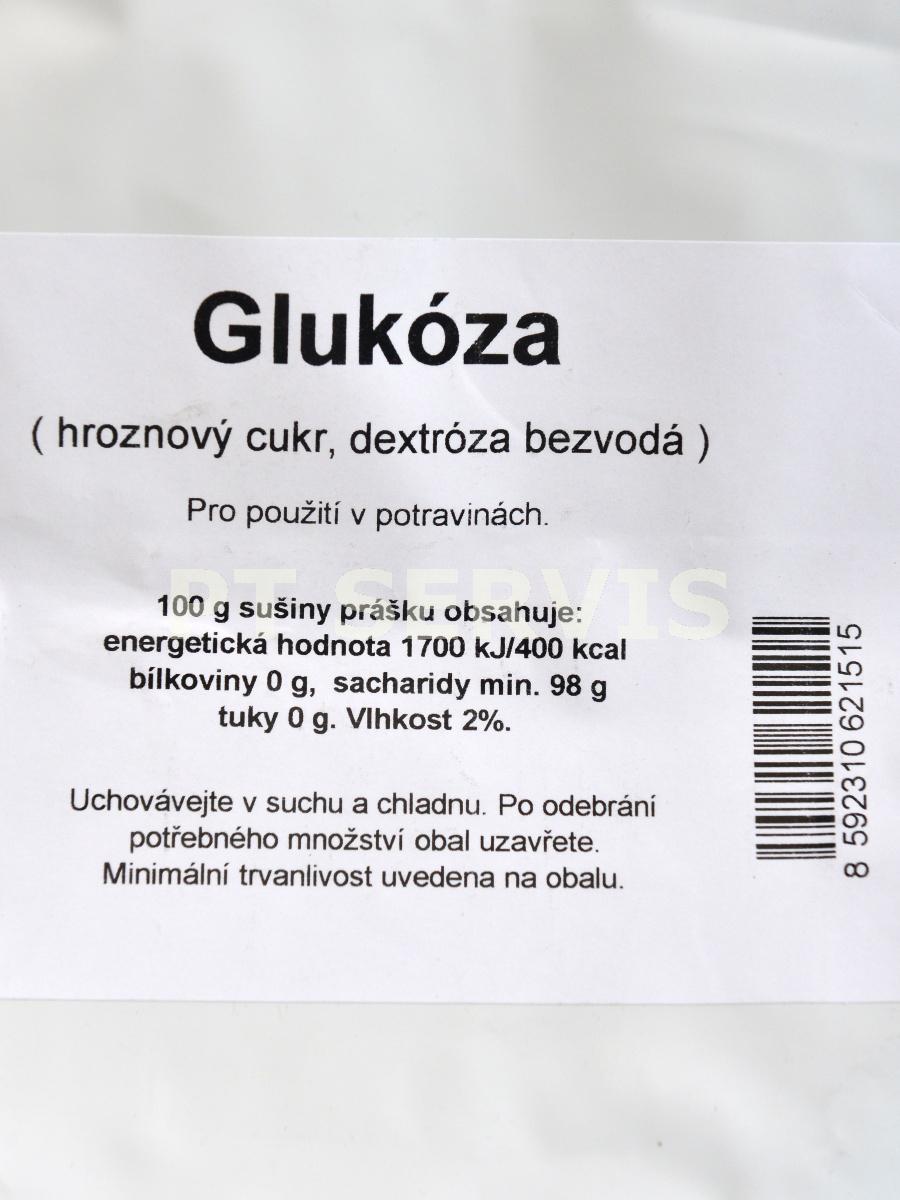 Glukóza
( hroznový cukr, dextróza bezvodá )
Pro použití v potravinách.
PT SERVIS
100 g sušiny prášku obsahuje:
energetická hodnota 1700 kJ/400 kcal
bílkoviny 0 g, sacharidy min. 98 g
tuky 0 g. Vlhkost 2%.
Uchovávejte v suchu a chladnu. Po odebrání
potřebného množství obal uzavřete.
Minimální trvanlivost uvedena na obalu.
8 592310 621515